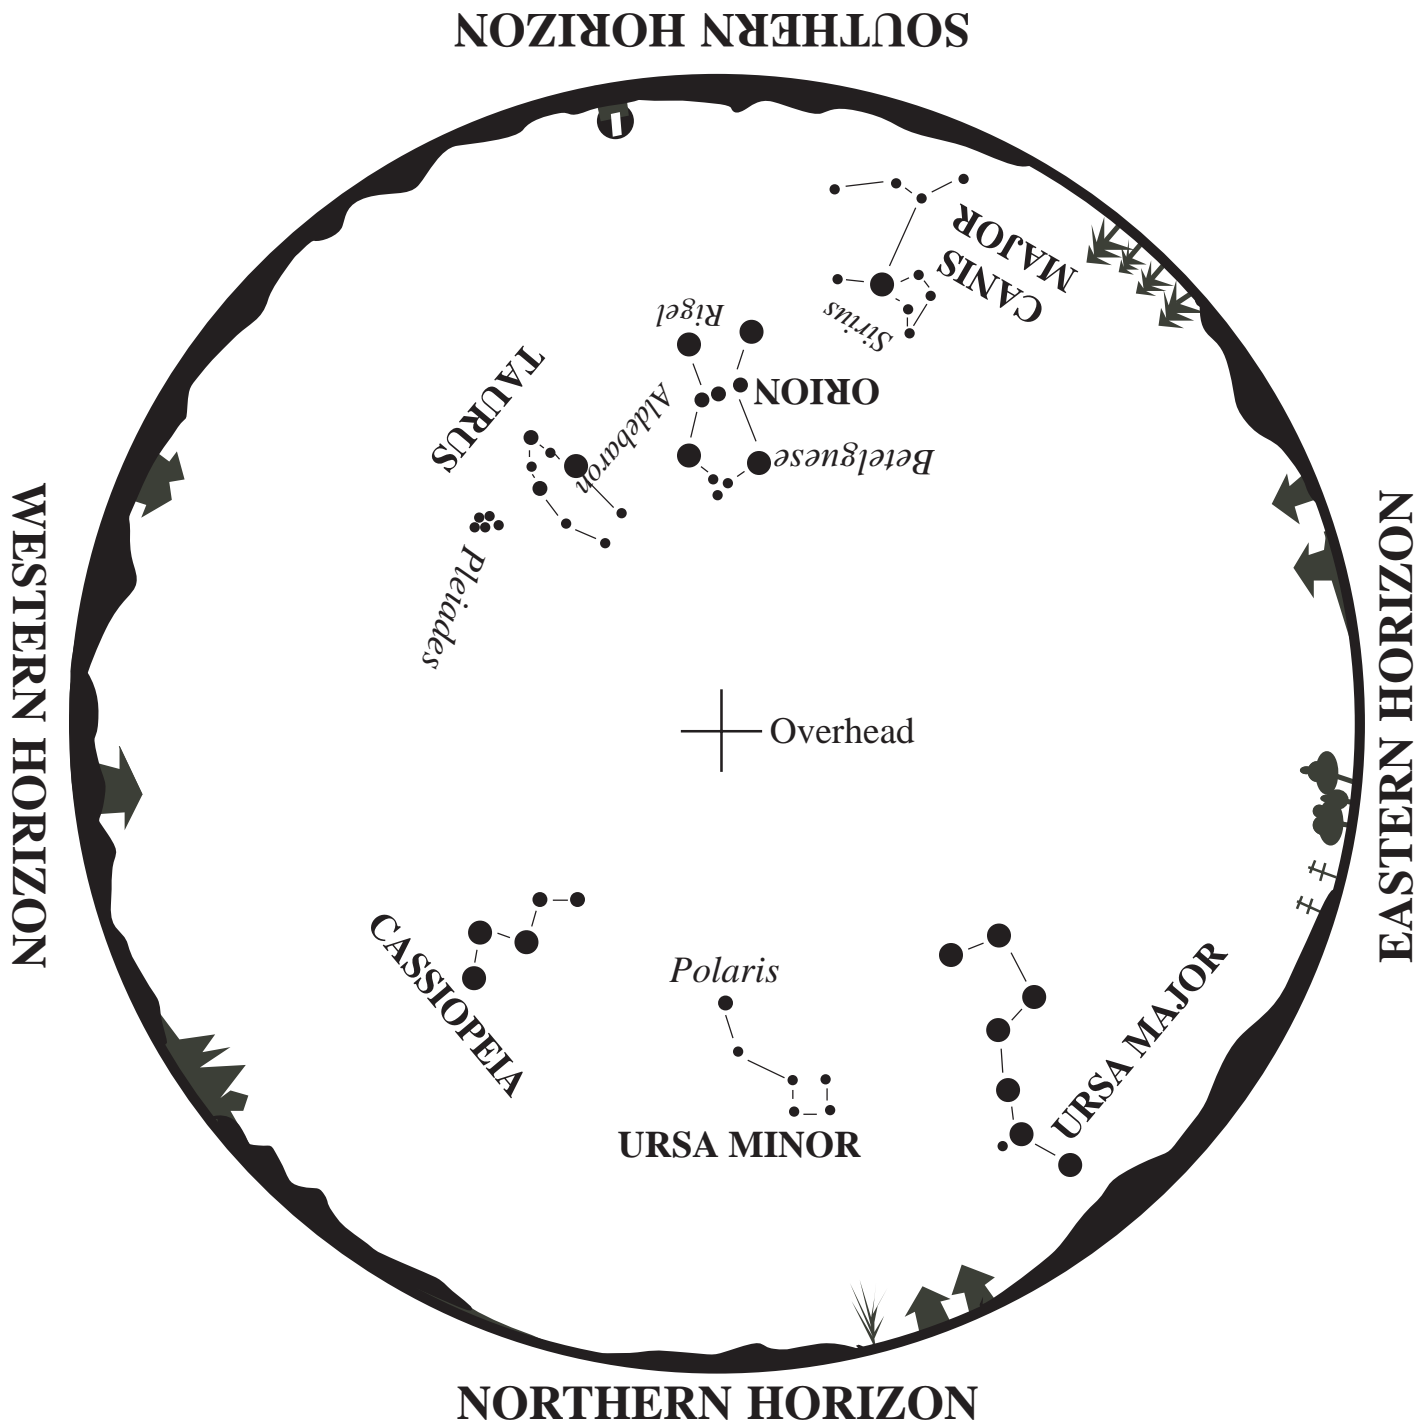 SOUTHERN HORIZON
MAJOR
CANIS
Sirius
Rigel
ORION
Betelguese
TAURUS
Aldebaron
Pleiades
WESTERN HORIZON
EASTERN HORIZON
Overhead
CASSIOPEIA
Polaris
URSA MAJOR
URSA MINOR
NORTHERN HORIZON